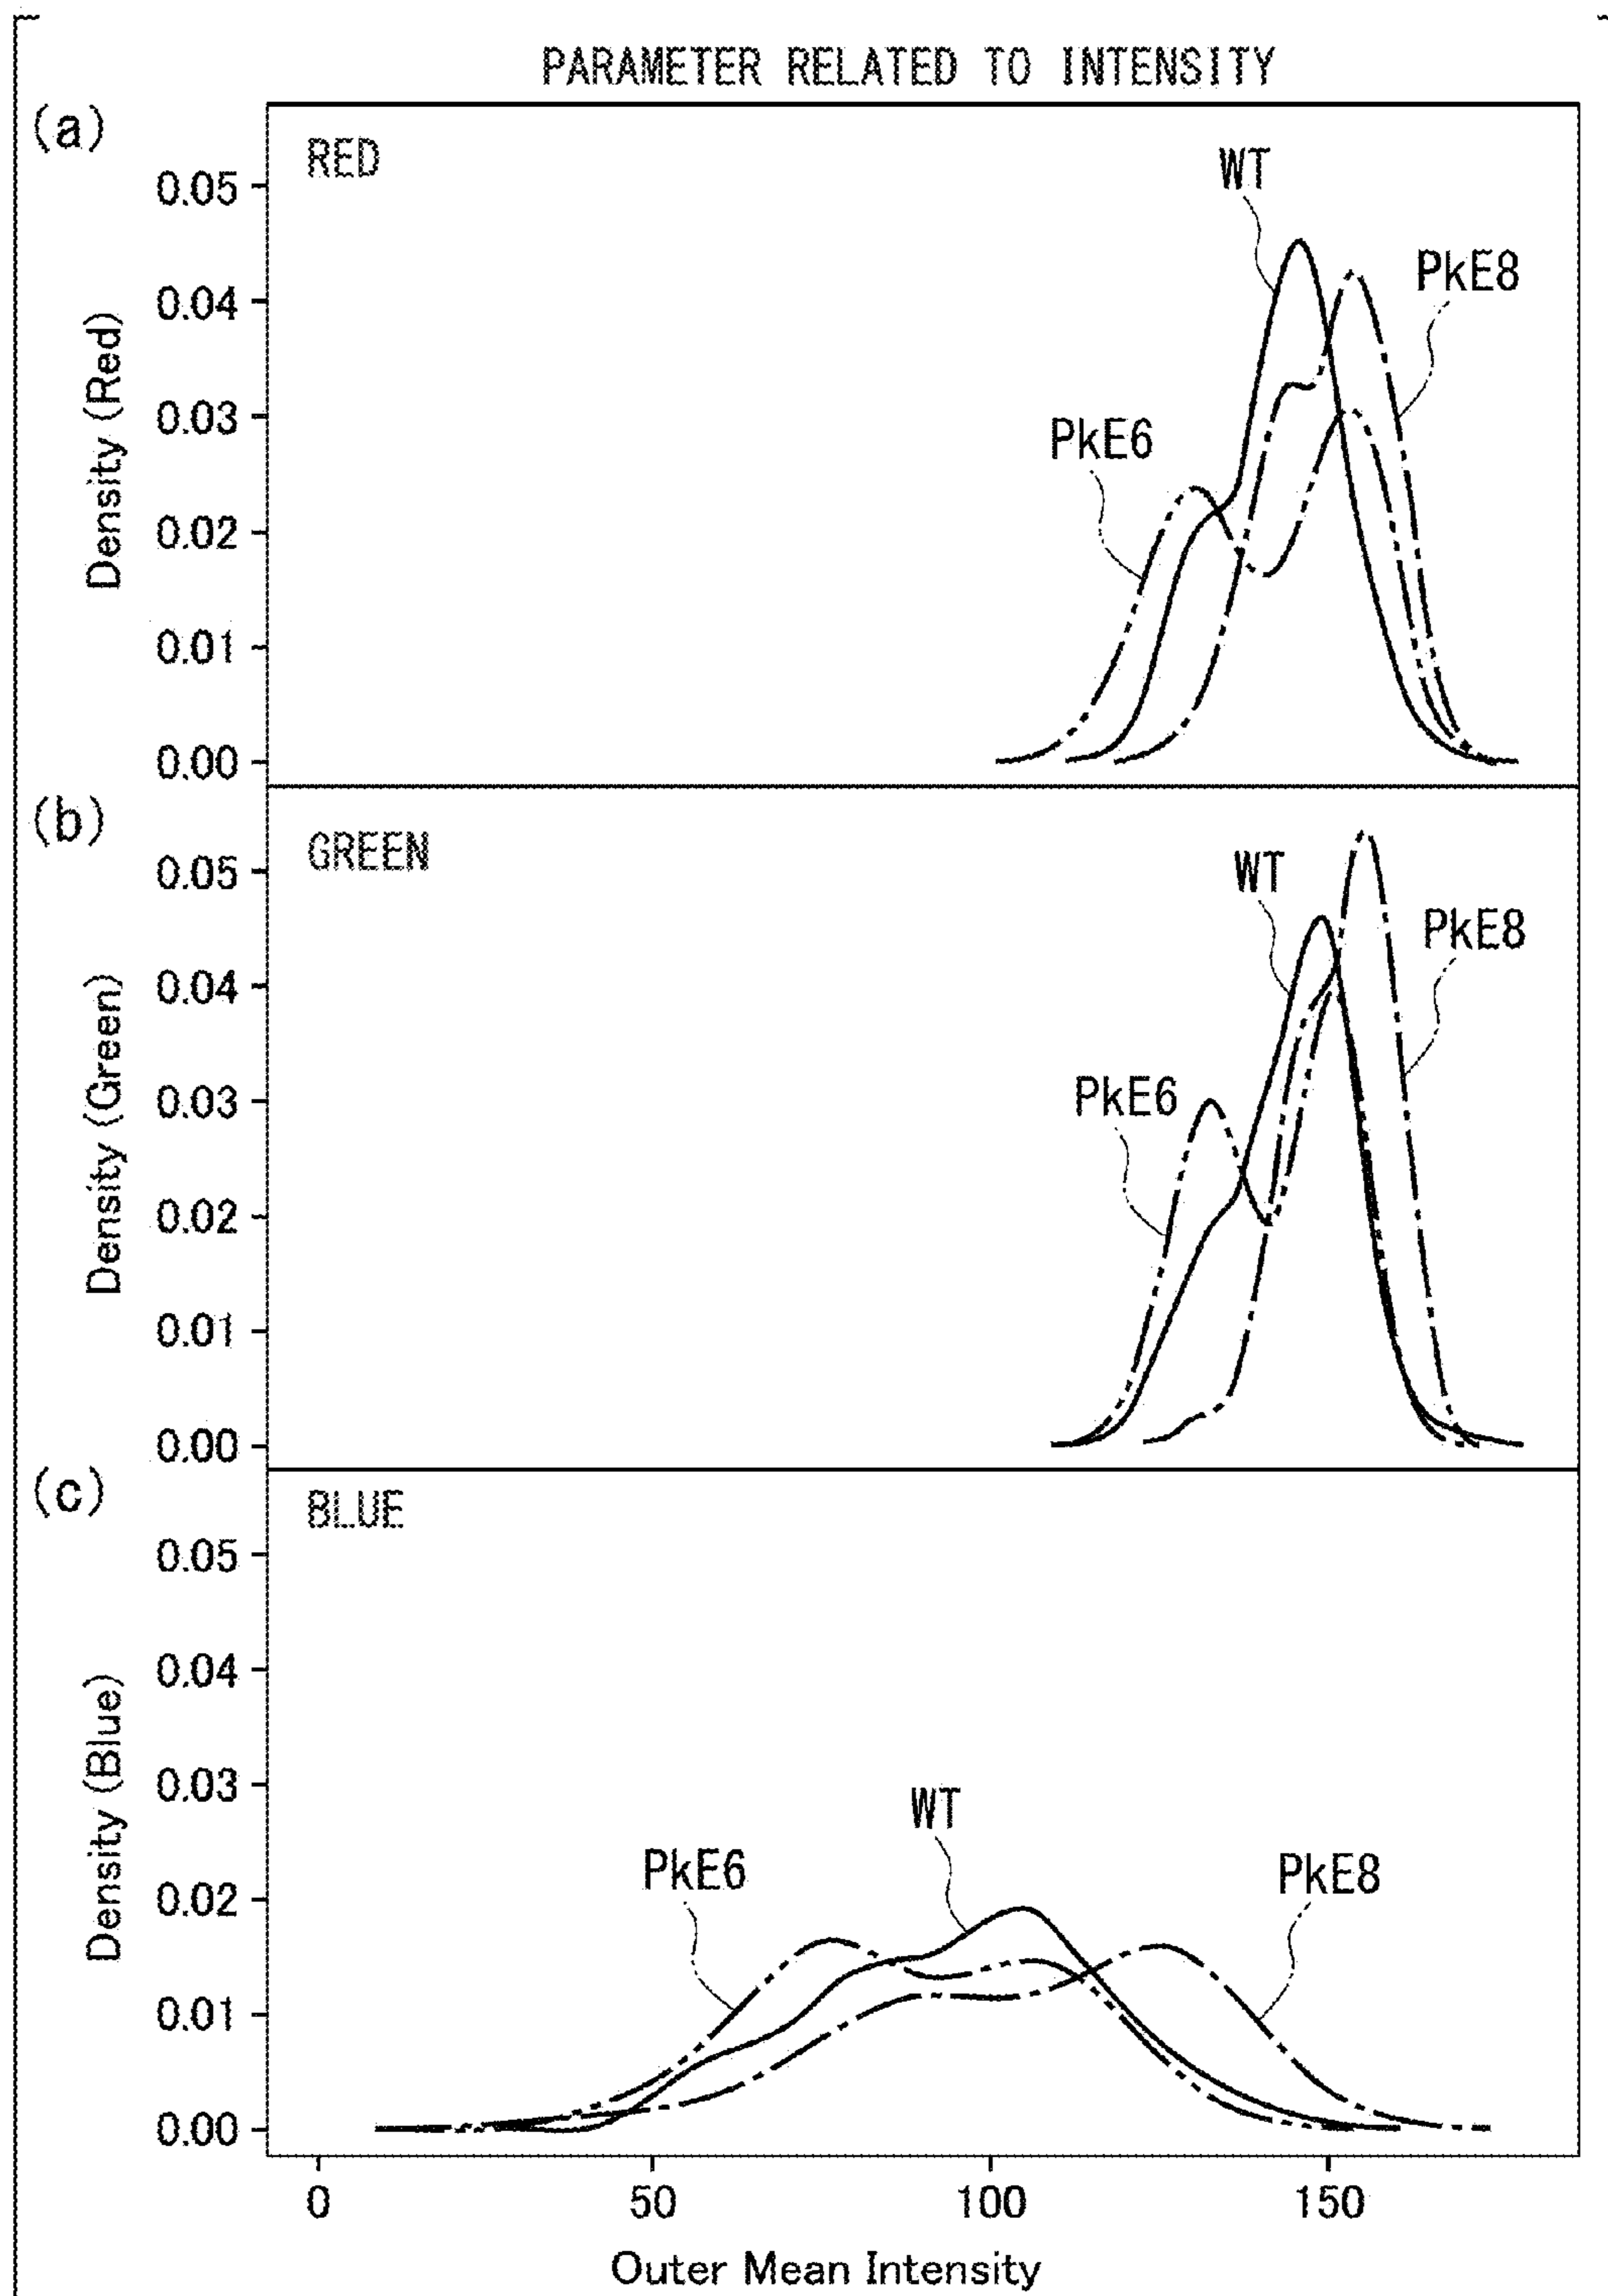 PARAMETER RELATED TO INTENSITY
(a)
RED
WT
PkE8
PkE6
Density (Red)
0.05
0.04
0.03
0.02
0.01
0.00
(b)
GREEN
WT
PkE8
PkE6
Density (Green)
0.05
0.04
0.03
0.02
0.01
0.00
(c)
BLUE
WT
PkE6
PkE8
Density (Blue)
0.05
0.04
0.03
0.02
0.01
0.00
0 50 100 150
Outer Mean Intensity